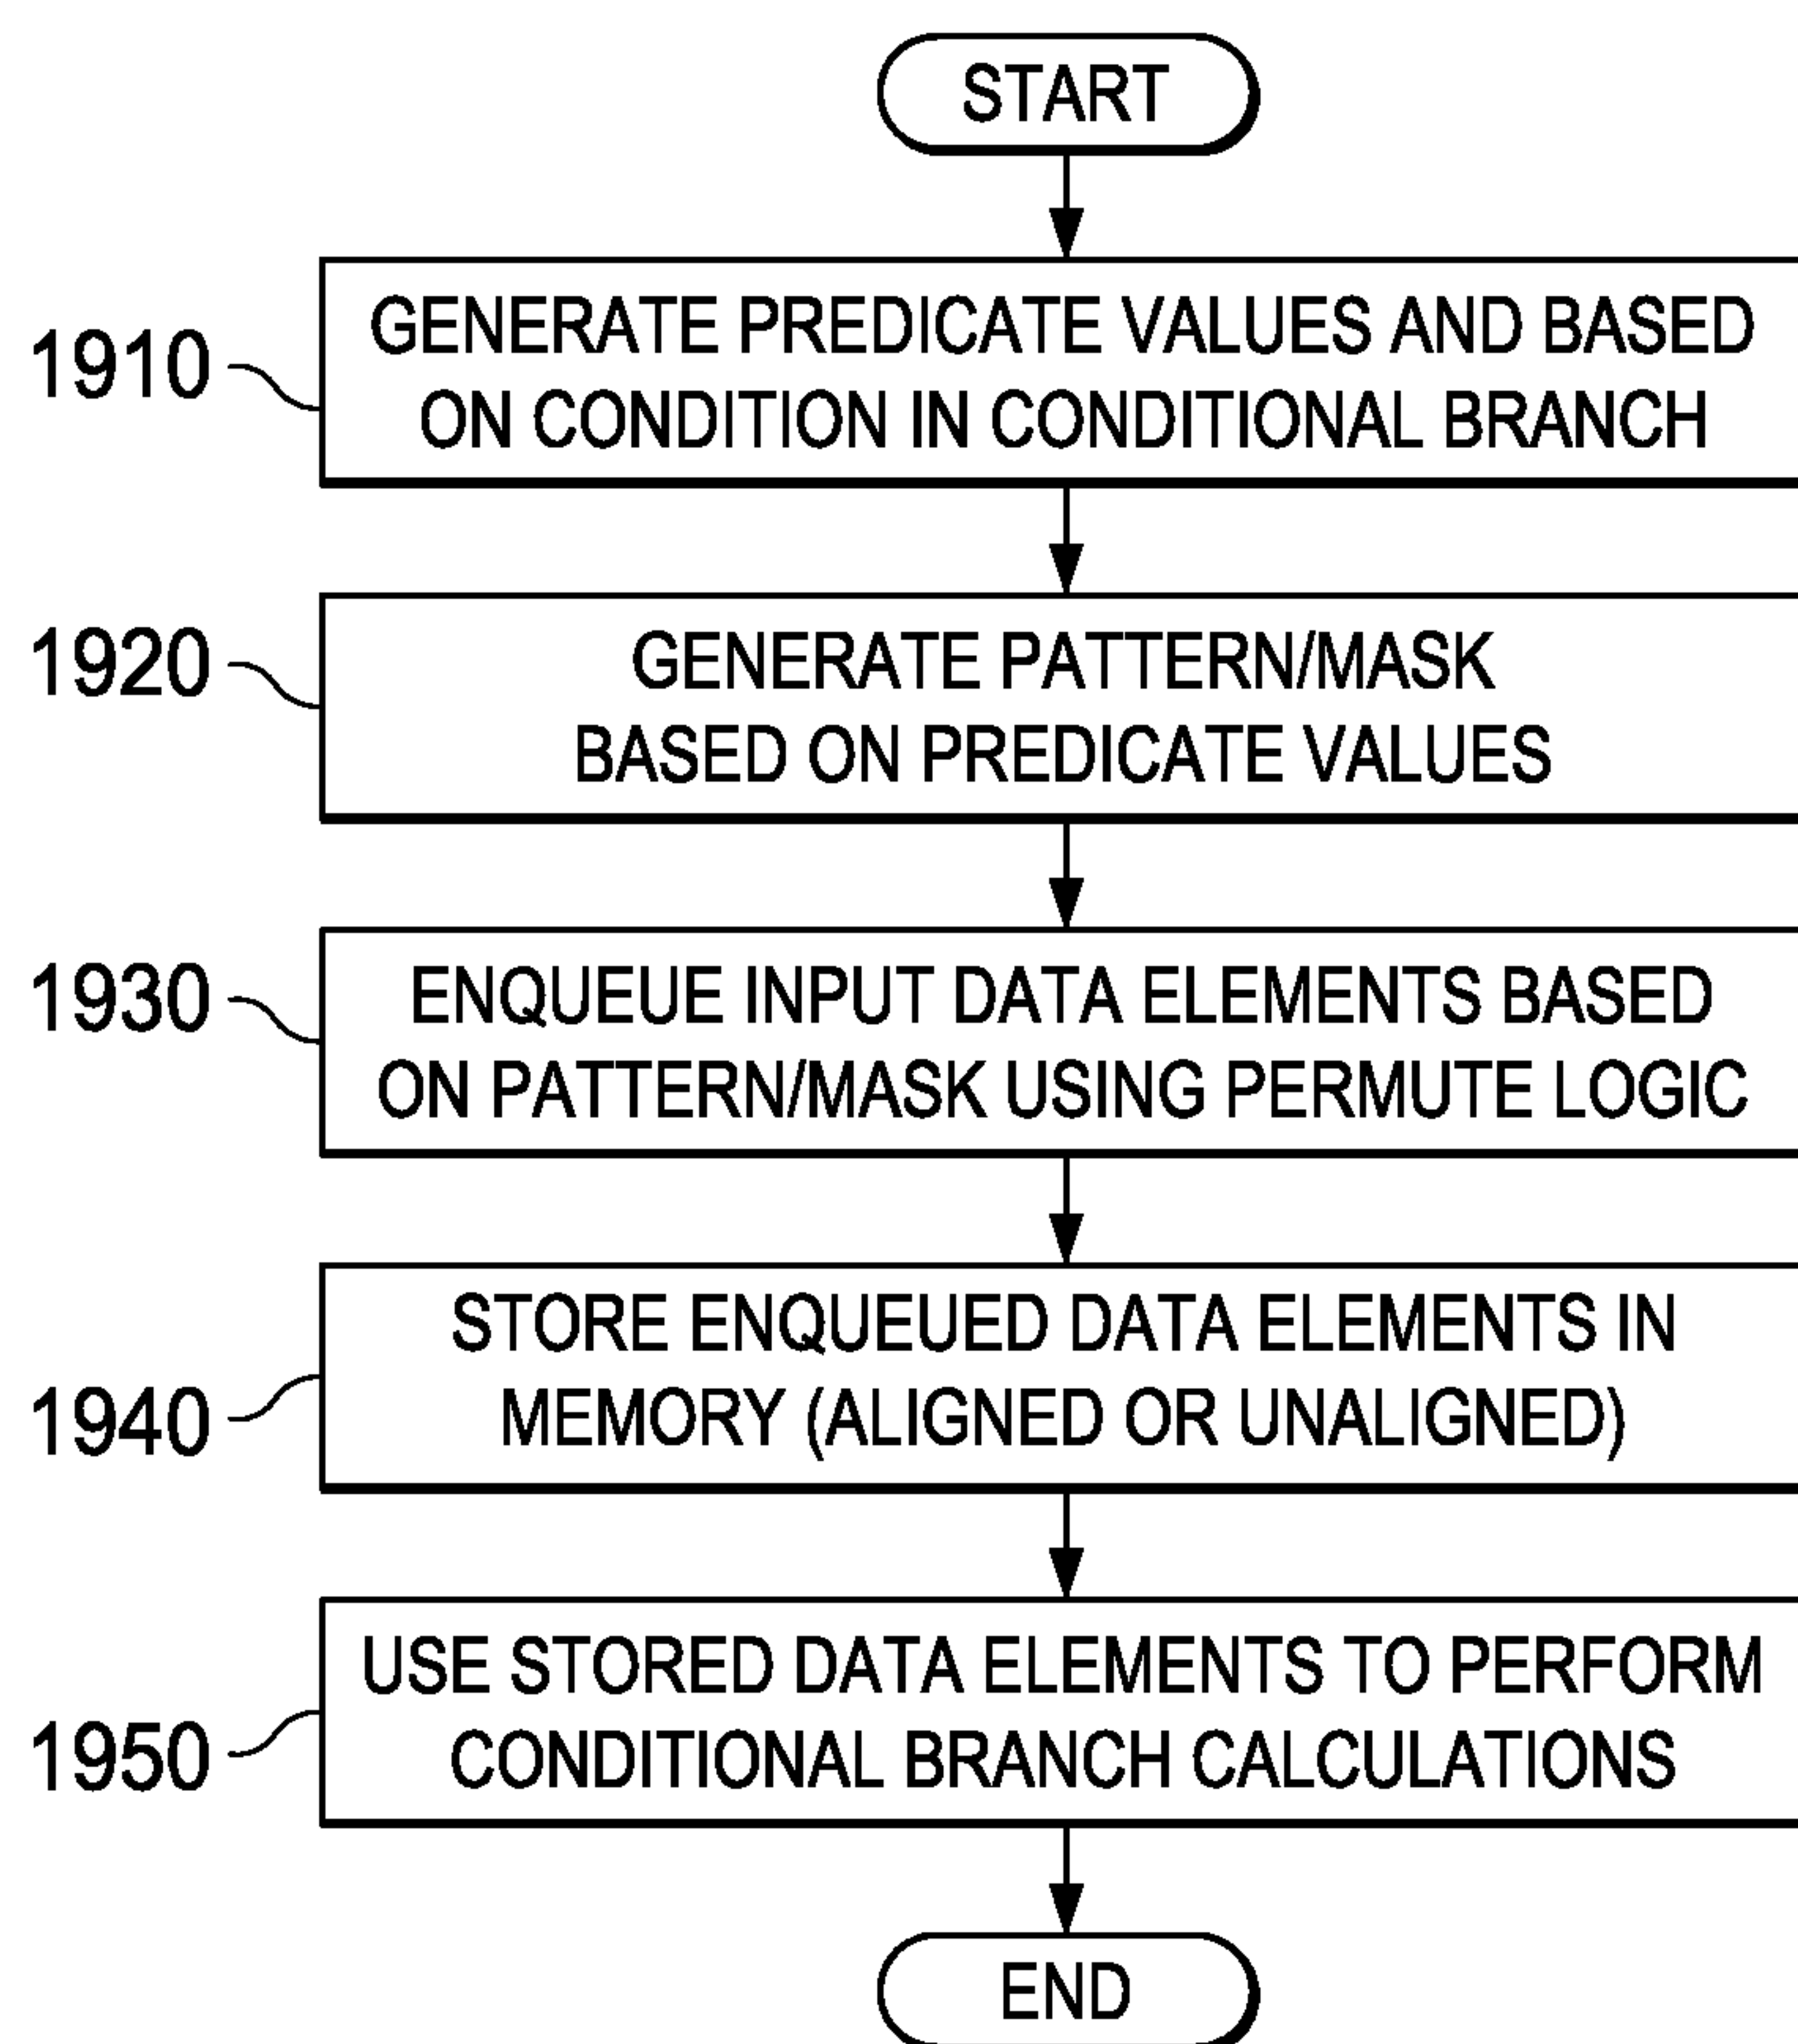 START
1910
GENERATE PREDICATE VALUES AND BASED
ON CONDITION IN CONDITIONAL BRANCH
1920
GENERATE PATTERN/MASK
BASED ON PREDICATE VALUES
1930
ENQUEUE INPUT DATA ELEMENTS BASED
ON PATTERN/MASK USING PERMUTE LOGIC
1940
STORE ENQUEUED DATA ELEMENTS IN
MEMORY (ALIGNED OR UNALIGNED)
1950
USE STORED DATA ELEMENTS TO PERFORM
CONDITIONAL BRANCH CALCULATIONS
END